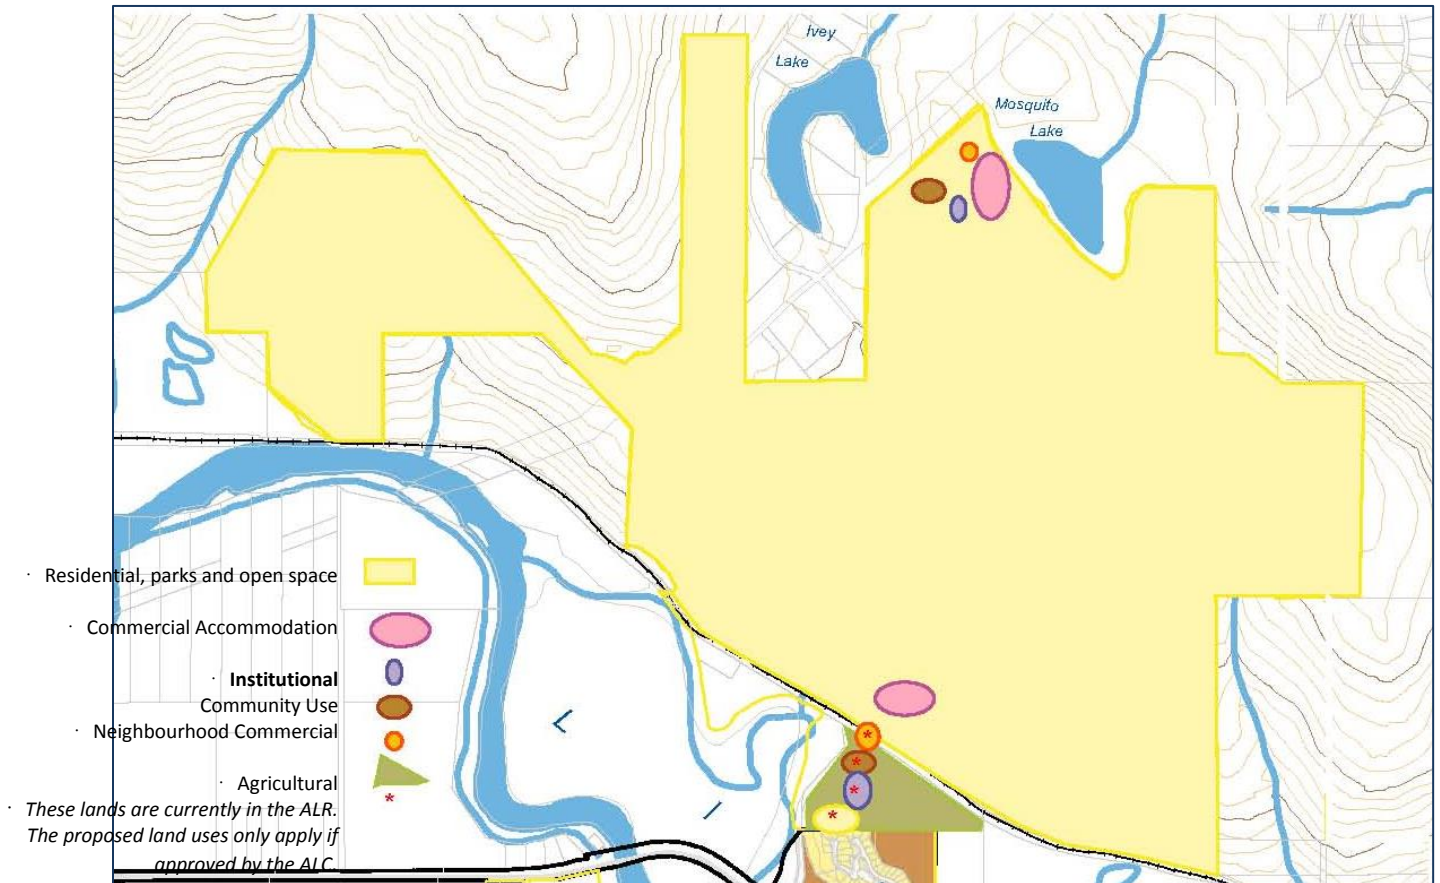 Ivey
Lake
Mosquito
Lake
· Residential, parks and open space
· Commercial Accommodation
· Institutional
Community Use
· Neighbourhood Commercial
· Agricultural
*
· These lands are currently in the ALR.
The proposed land uses only apply if
approved by the ALC.
*
*
*
*